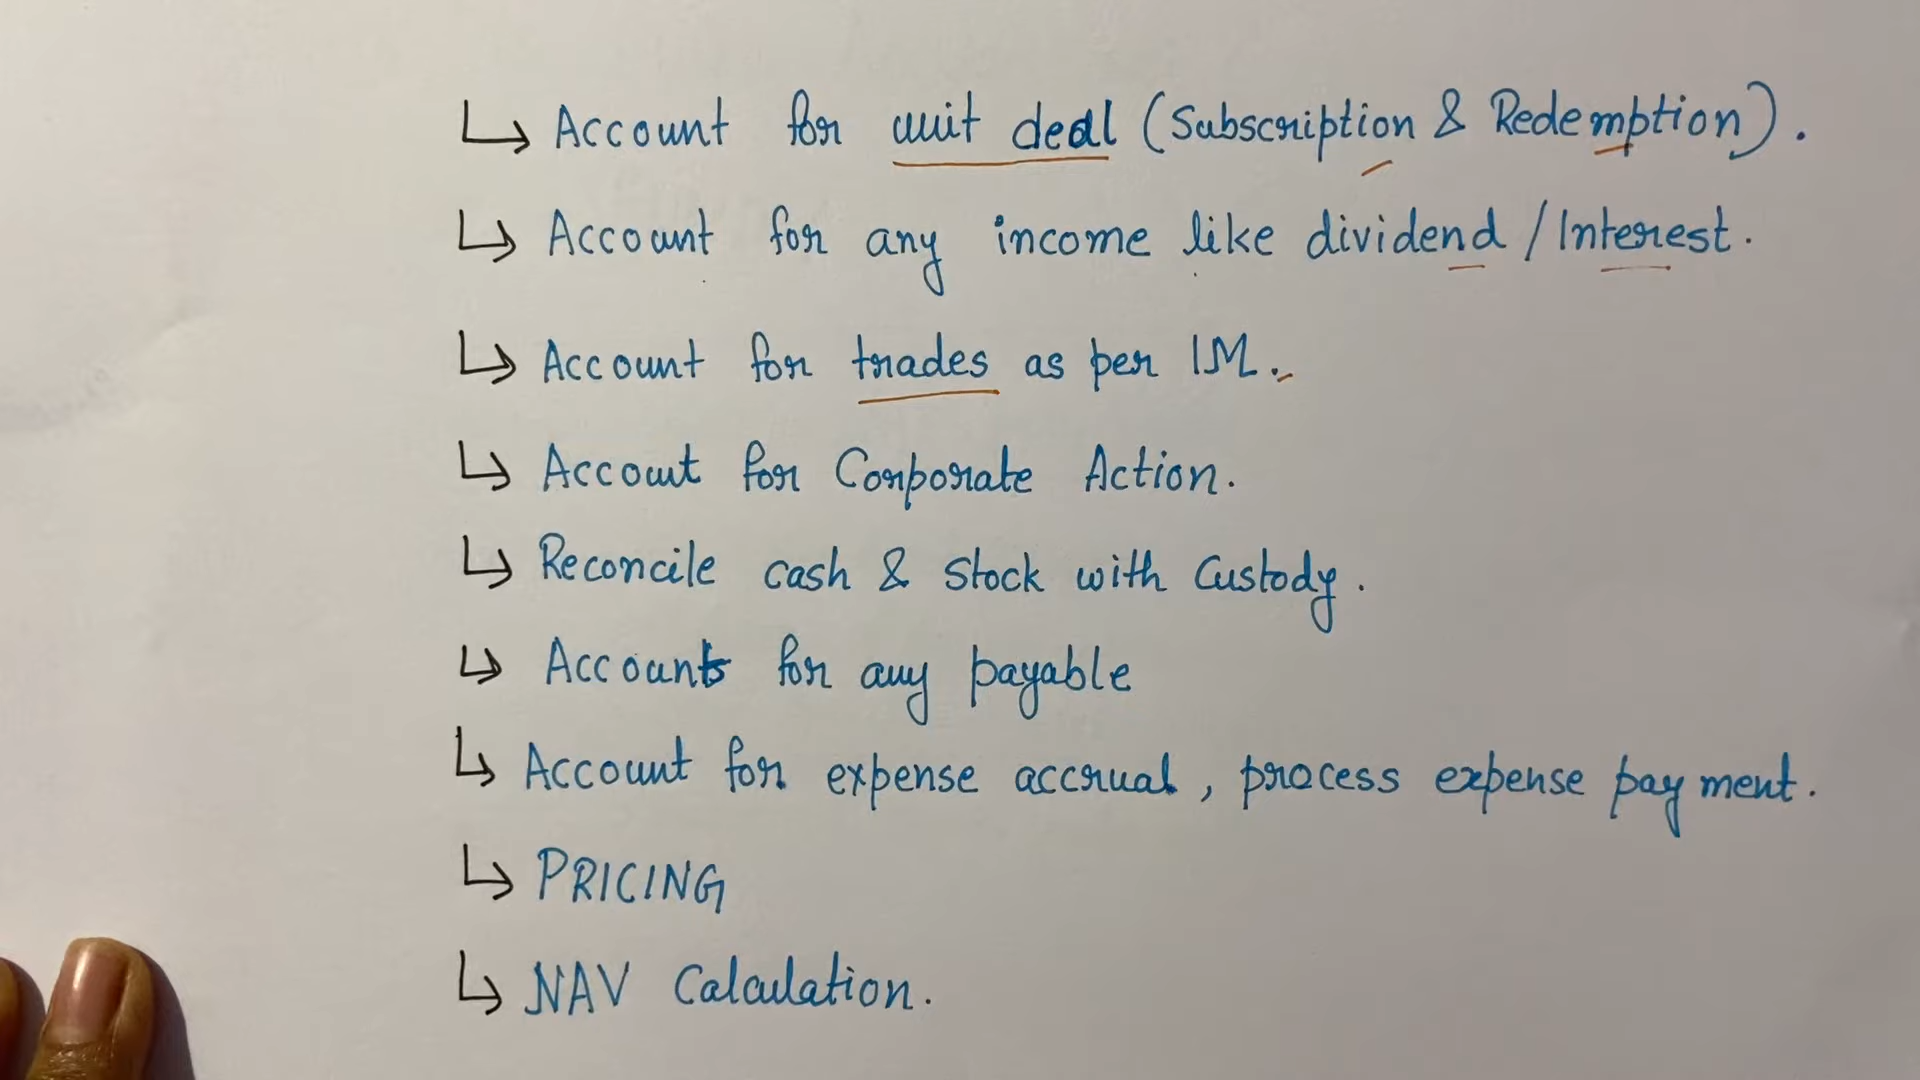 ↳ Account for unit deal (Subscription & Redemption).
↳ Account for any income like dividend / Interest.
↳ Account for trades as per IM.
↳ Accout for Corporate Action.
↳ Reconcile cash & stock with Custody.
↳ Accounts for any payable
↳ Account for expense accrual, process expense payment.
↳ PRICING
↳ NAV Calculation.